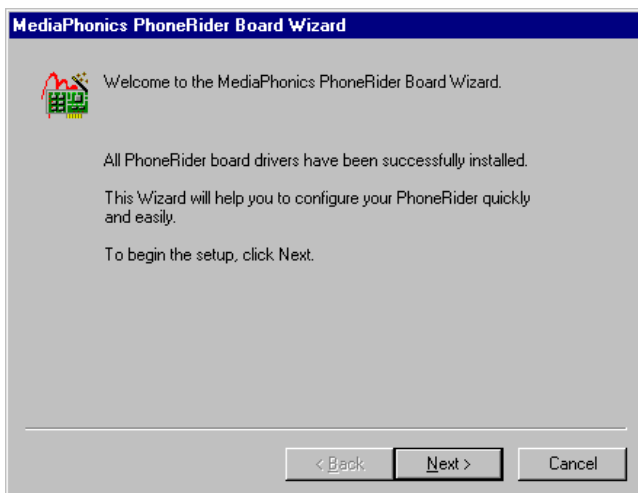 MediaPhonics PhoneRider Board Wizard
Welcome to the MediaPhonics PhoneRider Board Wizard.
All PhoneRider board drivers have been successfully installed.
This Wizard will help you to configure your PhoneRider quickly
and easily.
To begin the setup, click Next.
< Back
Next >
Cancel